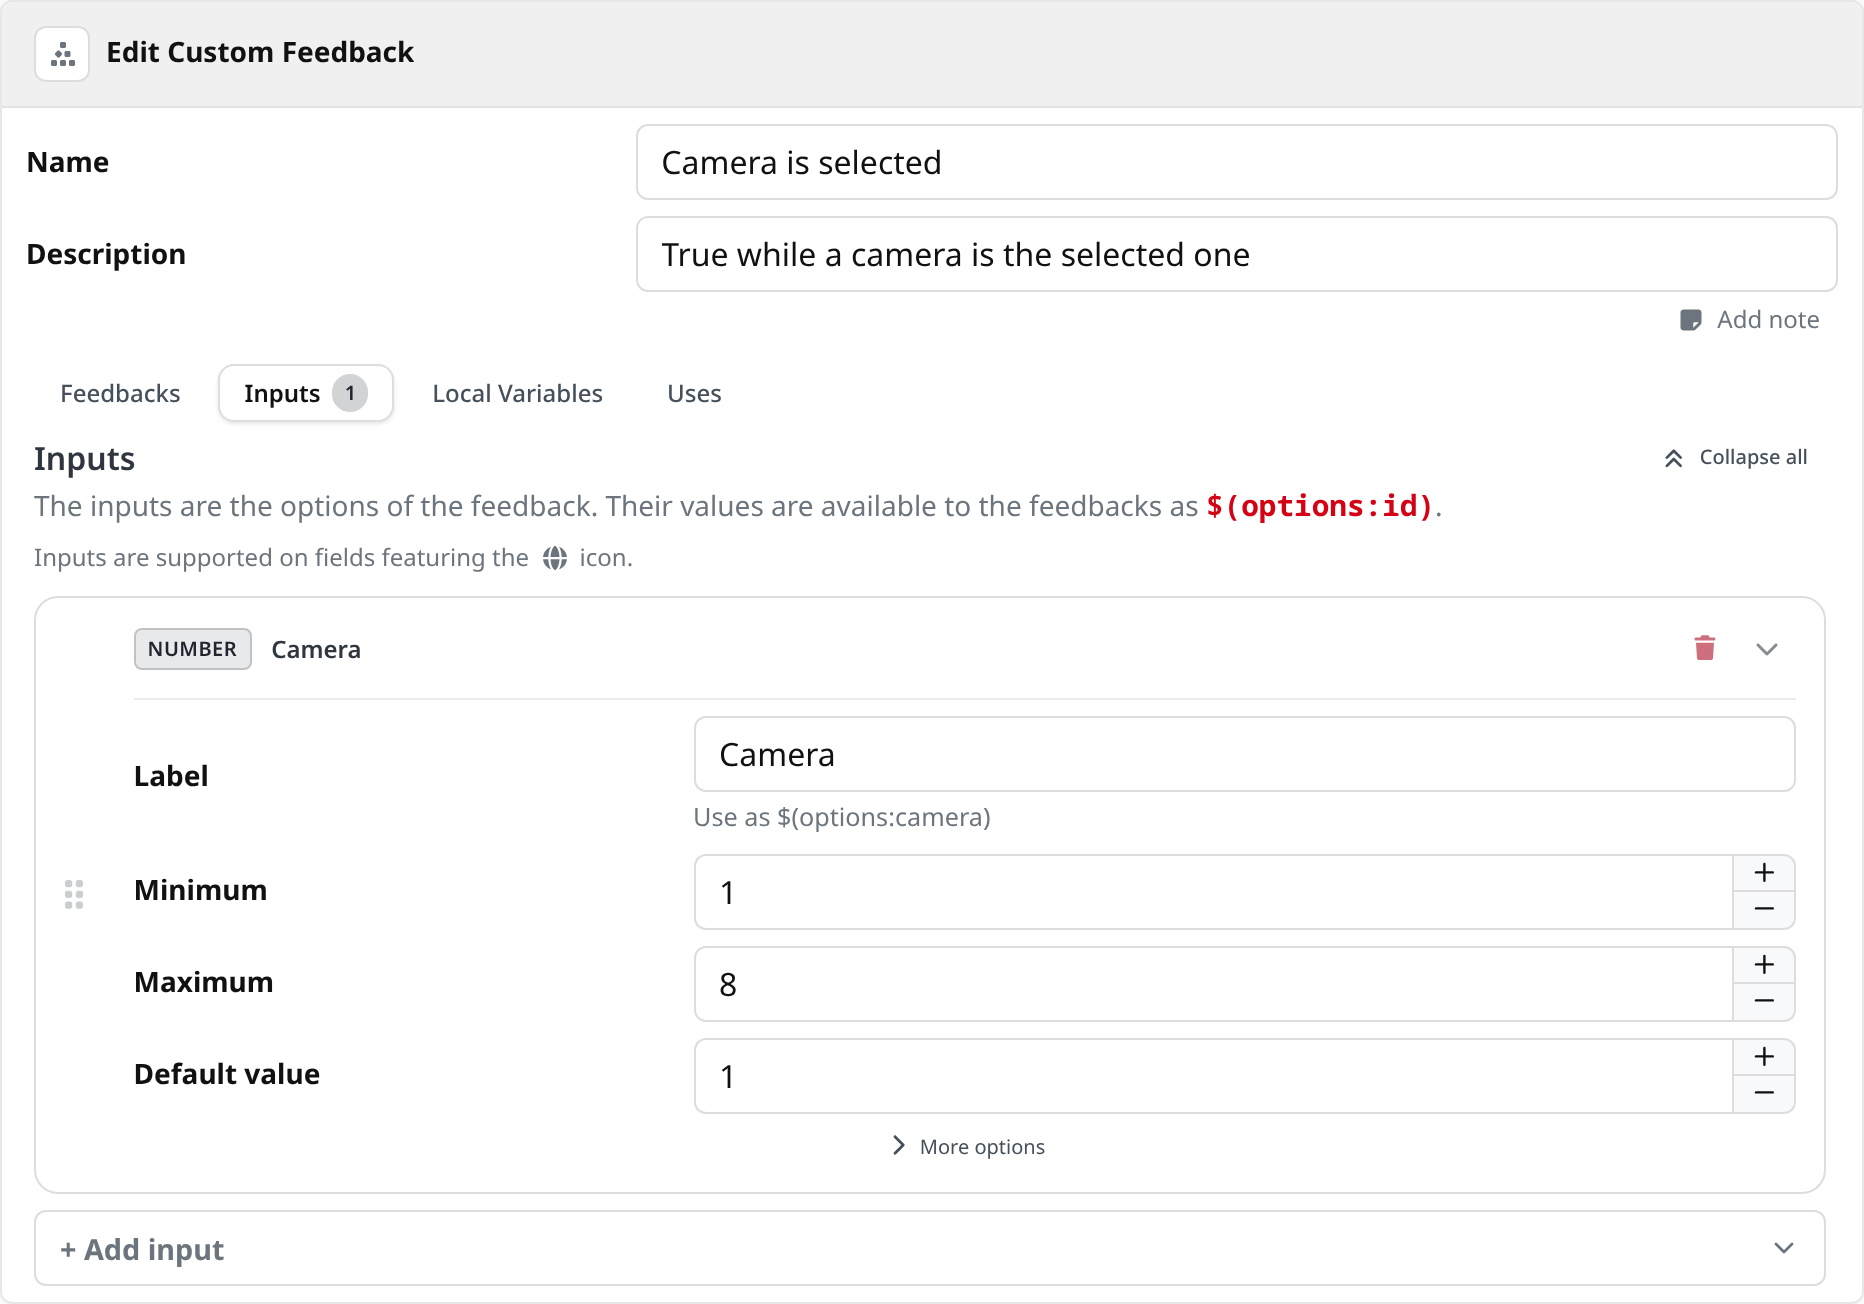 Edit Custom Feedback
Name
Camera is selected
Description
True while a camera is the selected one
Add note
Feedbacks
Inputs 1
Local Variables
Uses
Inputs
Collapse all
The inputs are the options of the feedback. Their values are available to the feedbacks as $(options:id).
Inputs are supported on fields featuring the icon.
NUMBER Camera
Label
Camera
Use as $(options:camera)
Minimum
1
Maximum
8
Default value
1
More options
+ Add input